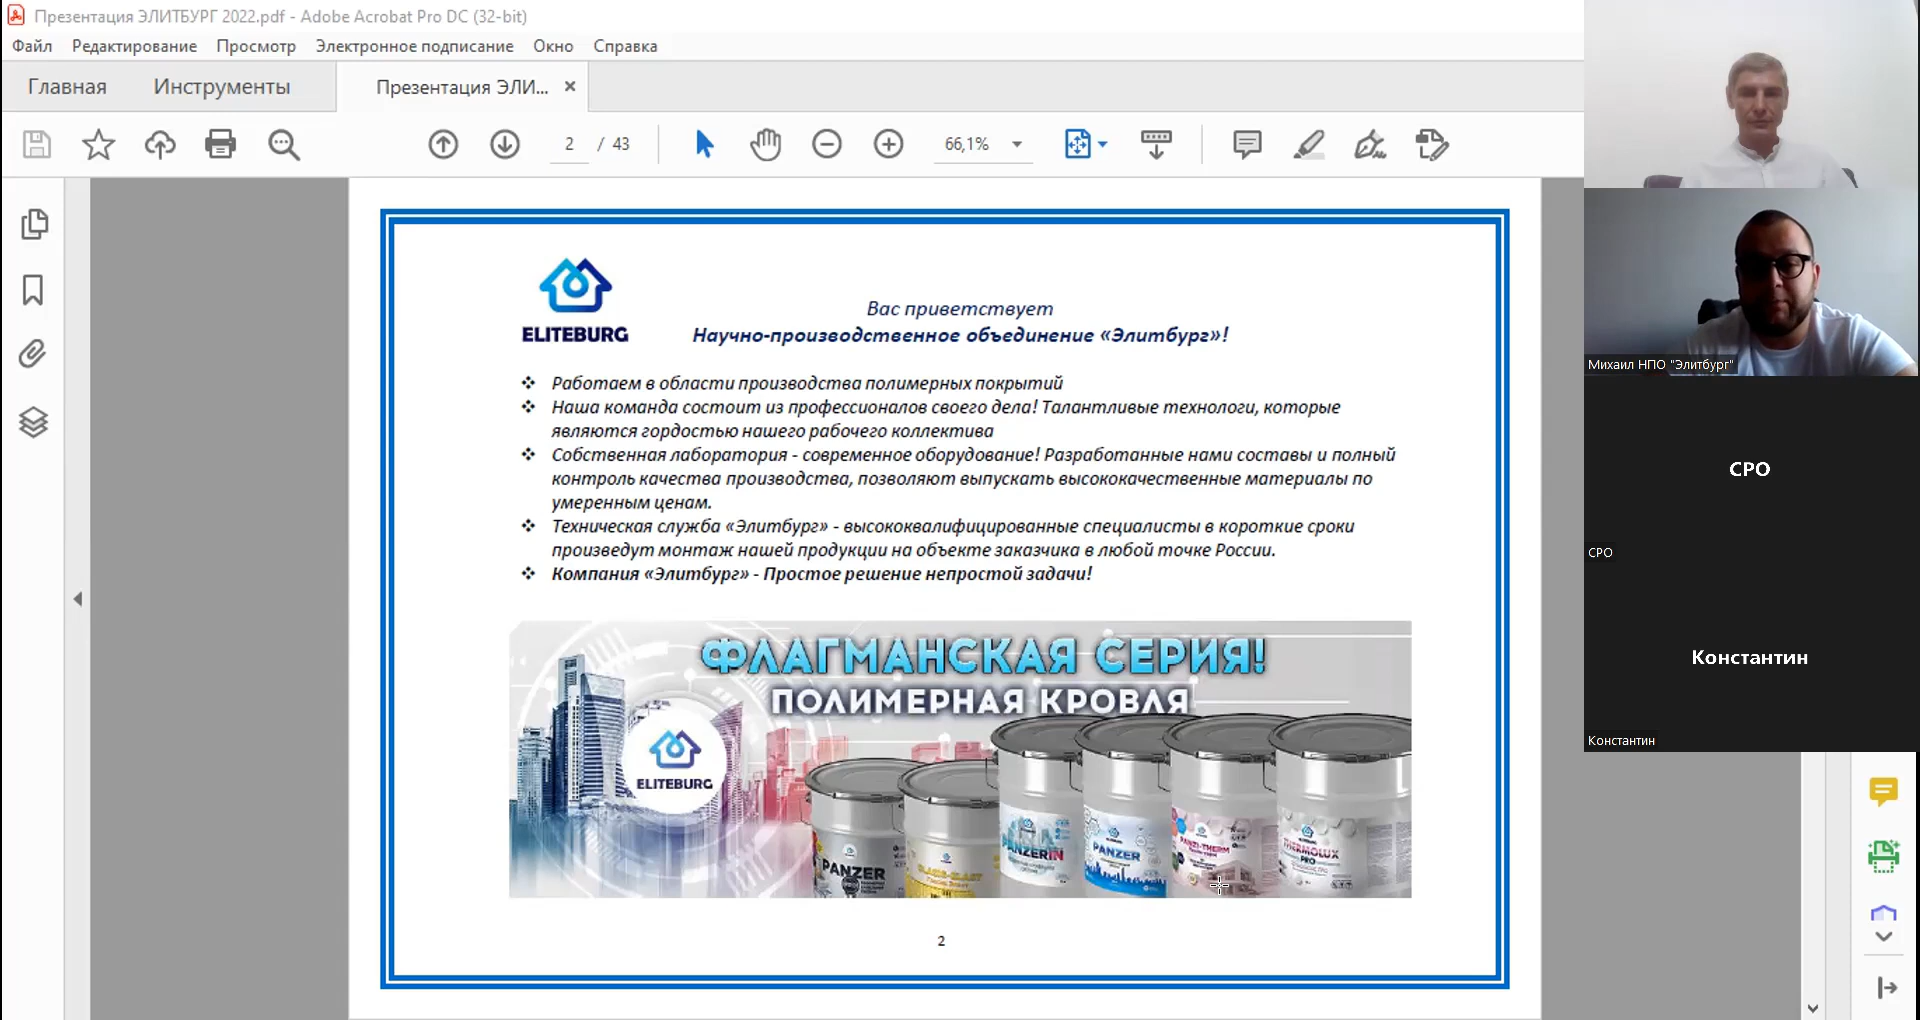 Презентация ЭЛИТБУРГ 2022.pdf - Adobe Acrobat Pro DC (32-bit)
Файл Редактирование Просмотр Электронное подписание Окно Справка
Главная Инструменты Презентация ЭЛИ... ×
2 / 43 66,1%
ELITEBURG
Вас приветствует
Научно-производственное объединение «Элитбург»!
❖ Работаем в области производства полимерных покрытий
❖ Наша команда состоит из профессионалов своего дела! Талантливые технологи, которые
являются гордостью нашего рабочего коллектива
❖ Собственная лаборатория - современное оборудование! Разработанные нами составы и полный
контроль качества производства, позволяют выпускать высококачественные материалы по
умеренным ценам.
❖ Техническая служба «Элитбург» - высококвалифицированные специалисты в короткие сроки
произведут монтаж нашей продукции на объекте заказчика в любой точке России.
❖ Компания «Элитбург» - Простое решение непростой задачи!
ФЛАГМАНСКАЯ СЕРИЯ!
ПОЛИМЕРНАЯ КРОВЛЯ
ELITEBURG
PANZER
PANZERIN
PANZER
PANZI-THERM
THERMOLUX
PRO
2
Михаил НПО "Элитбург"
СРО
СРО
Константин
Константин